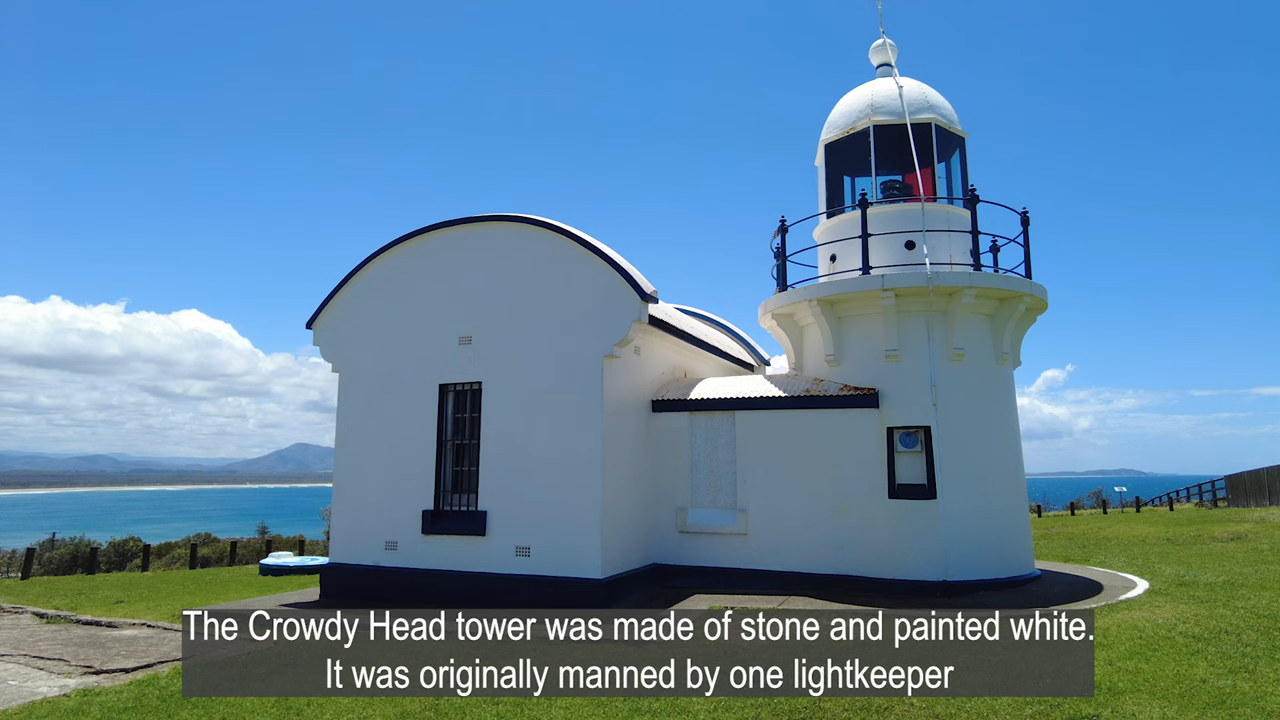 The Crowdy Head tower was made of stone and painted white.
It was originally manned by one lightkeeper